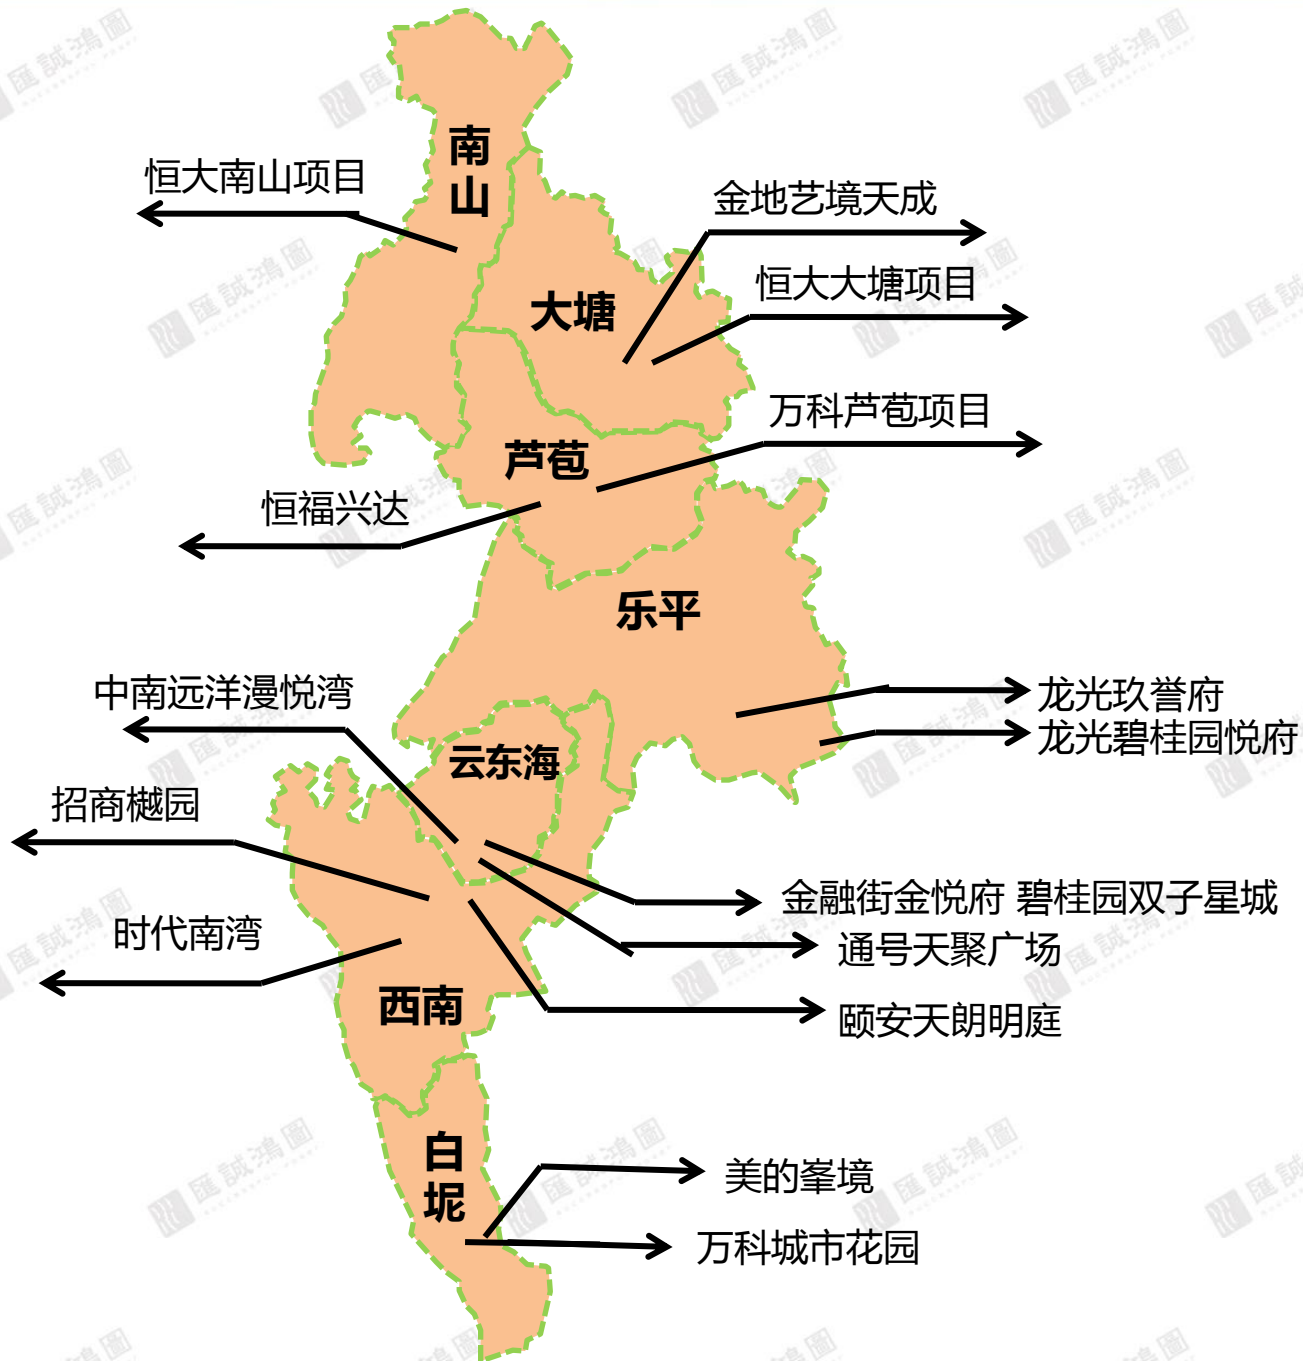 匯誠鴻圖
南山
恒大南山项目
金地艺境天成
恒大大塘项目
大塘
万科芦苞项目
芦苞
恒福兴达
乐平
中南远洋漫悦湾
龙光玖誉府
龙光碧桂园悦府
云东海
招商樾园
金融街金悦府 碧桂园双子星城
时代南湾
通号天聚广场
西南
颐安天朗明庭
白坭
美的峯境
万科城市花园